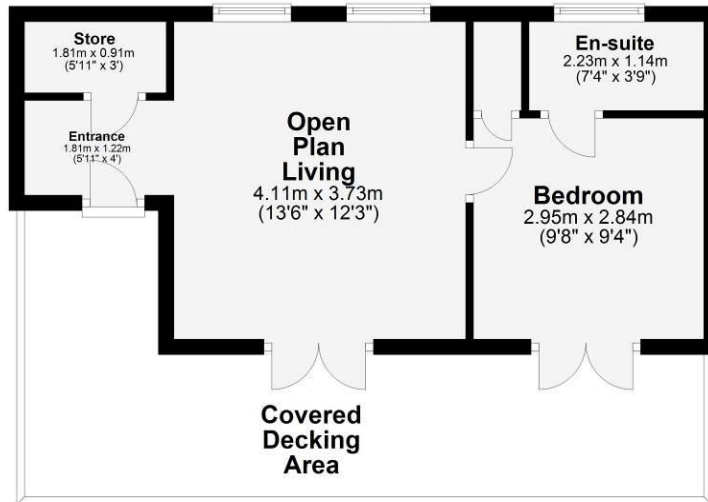 Store
1.81m x 0.91m
(5'11" x 3')
Entrance
1.81m x 1.22m
(5'11" x 4')
Open
Plan
Living
4.11m x 3.73m
(13'6" x 12'3")
En-suite
2.23m x 1.14m
(7'4" x 3'9")
Bedroom
2.95m x 2.84m
(9'8" x 9'4")
Covered
Decking
Area